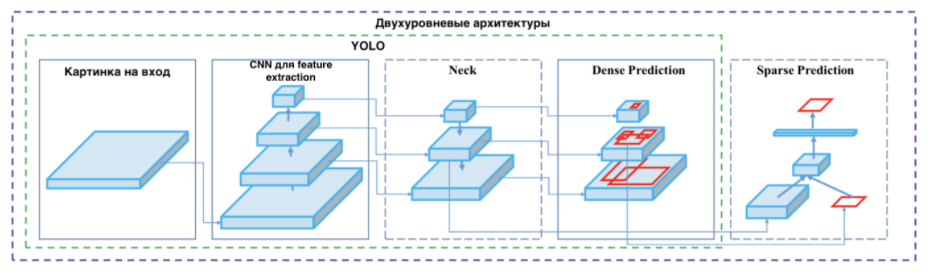 Двухуровневые архитектуры
YOLO
Картинка на вход
CNN для feature
extraction
Neck
Dense Prediction
Sparse Prediction